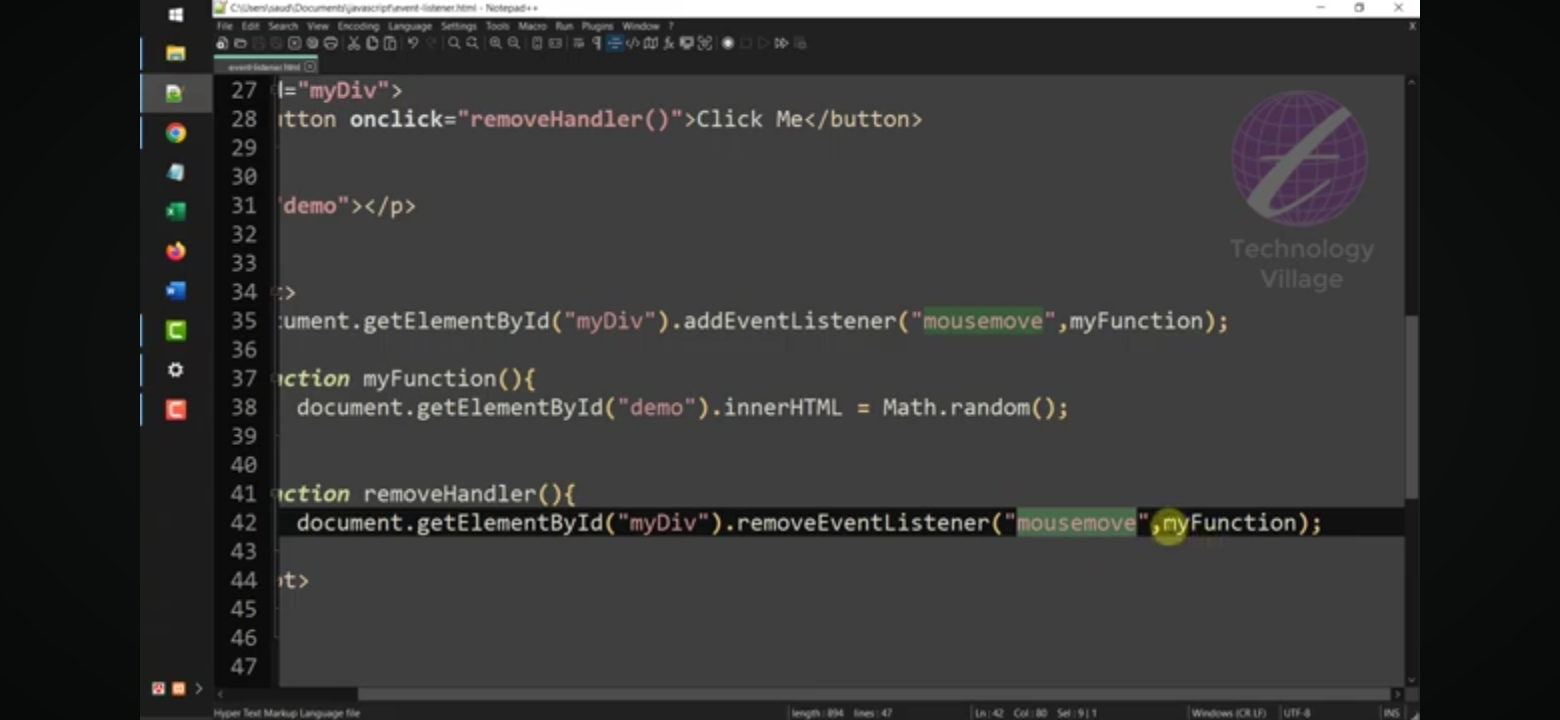 C:\Users\saud\Documents\javascript\event-listener.html - Notepad++
File Edit Search View Encoding Language Settings Tools Macro Run Plugins Window ?
event-listener.html
27 d="myDiv">
28 utton onclick="removeHandler()">Click Me</button>
29
30
31 "demo"></p>
32
33
34 t>
35 cument.getElementById("myDiv").addEventListener("mousemove",myFunction);
36
37 nction myFunction(){
38 document.getElementById("demo").innerHTML = Math.random();
39
40
41 nction removeHandler(){
42 document.getElementById("myDiv").removeEventListener("mousemove",myFunction);
43
44 pt>
45
46
47
Technology
Village
Hyper Text Markup Language file length : 894 lines : 47 Ln : 42 Col : 80 Sel : 9 | 1 Windows (CR LF) UTF-8 INS